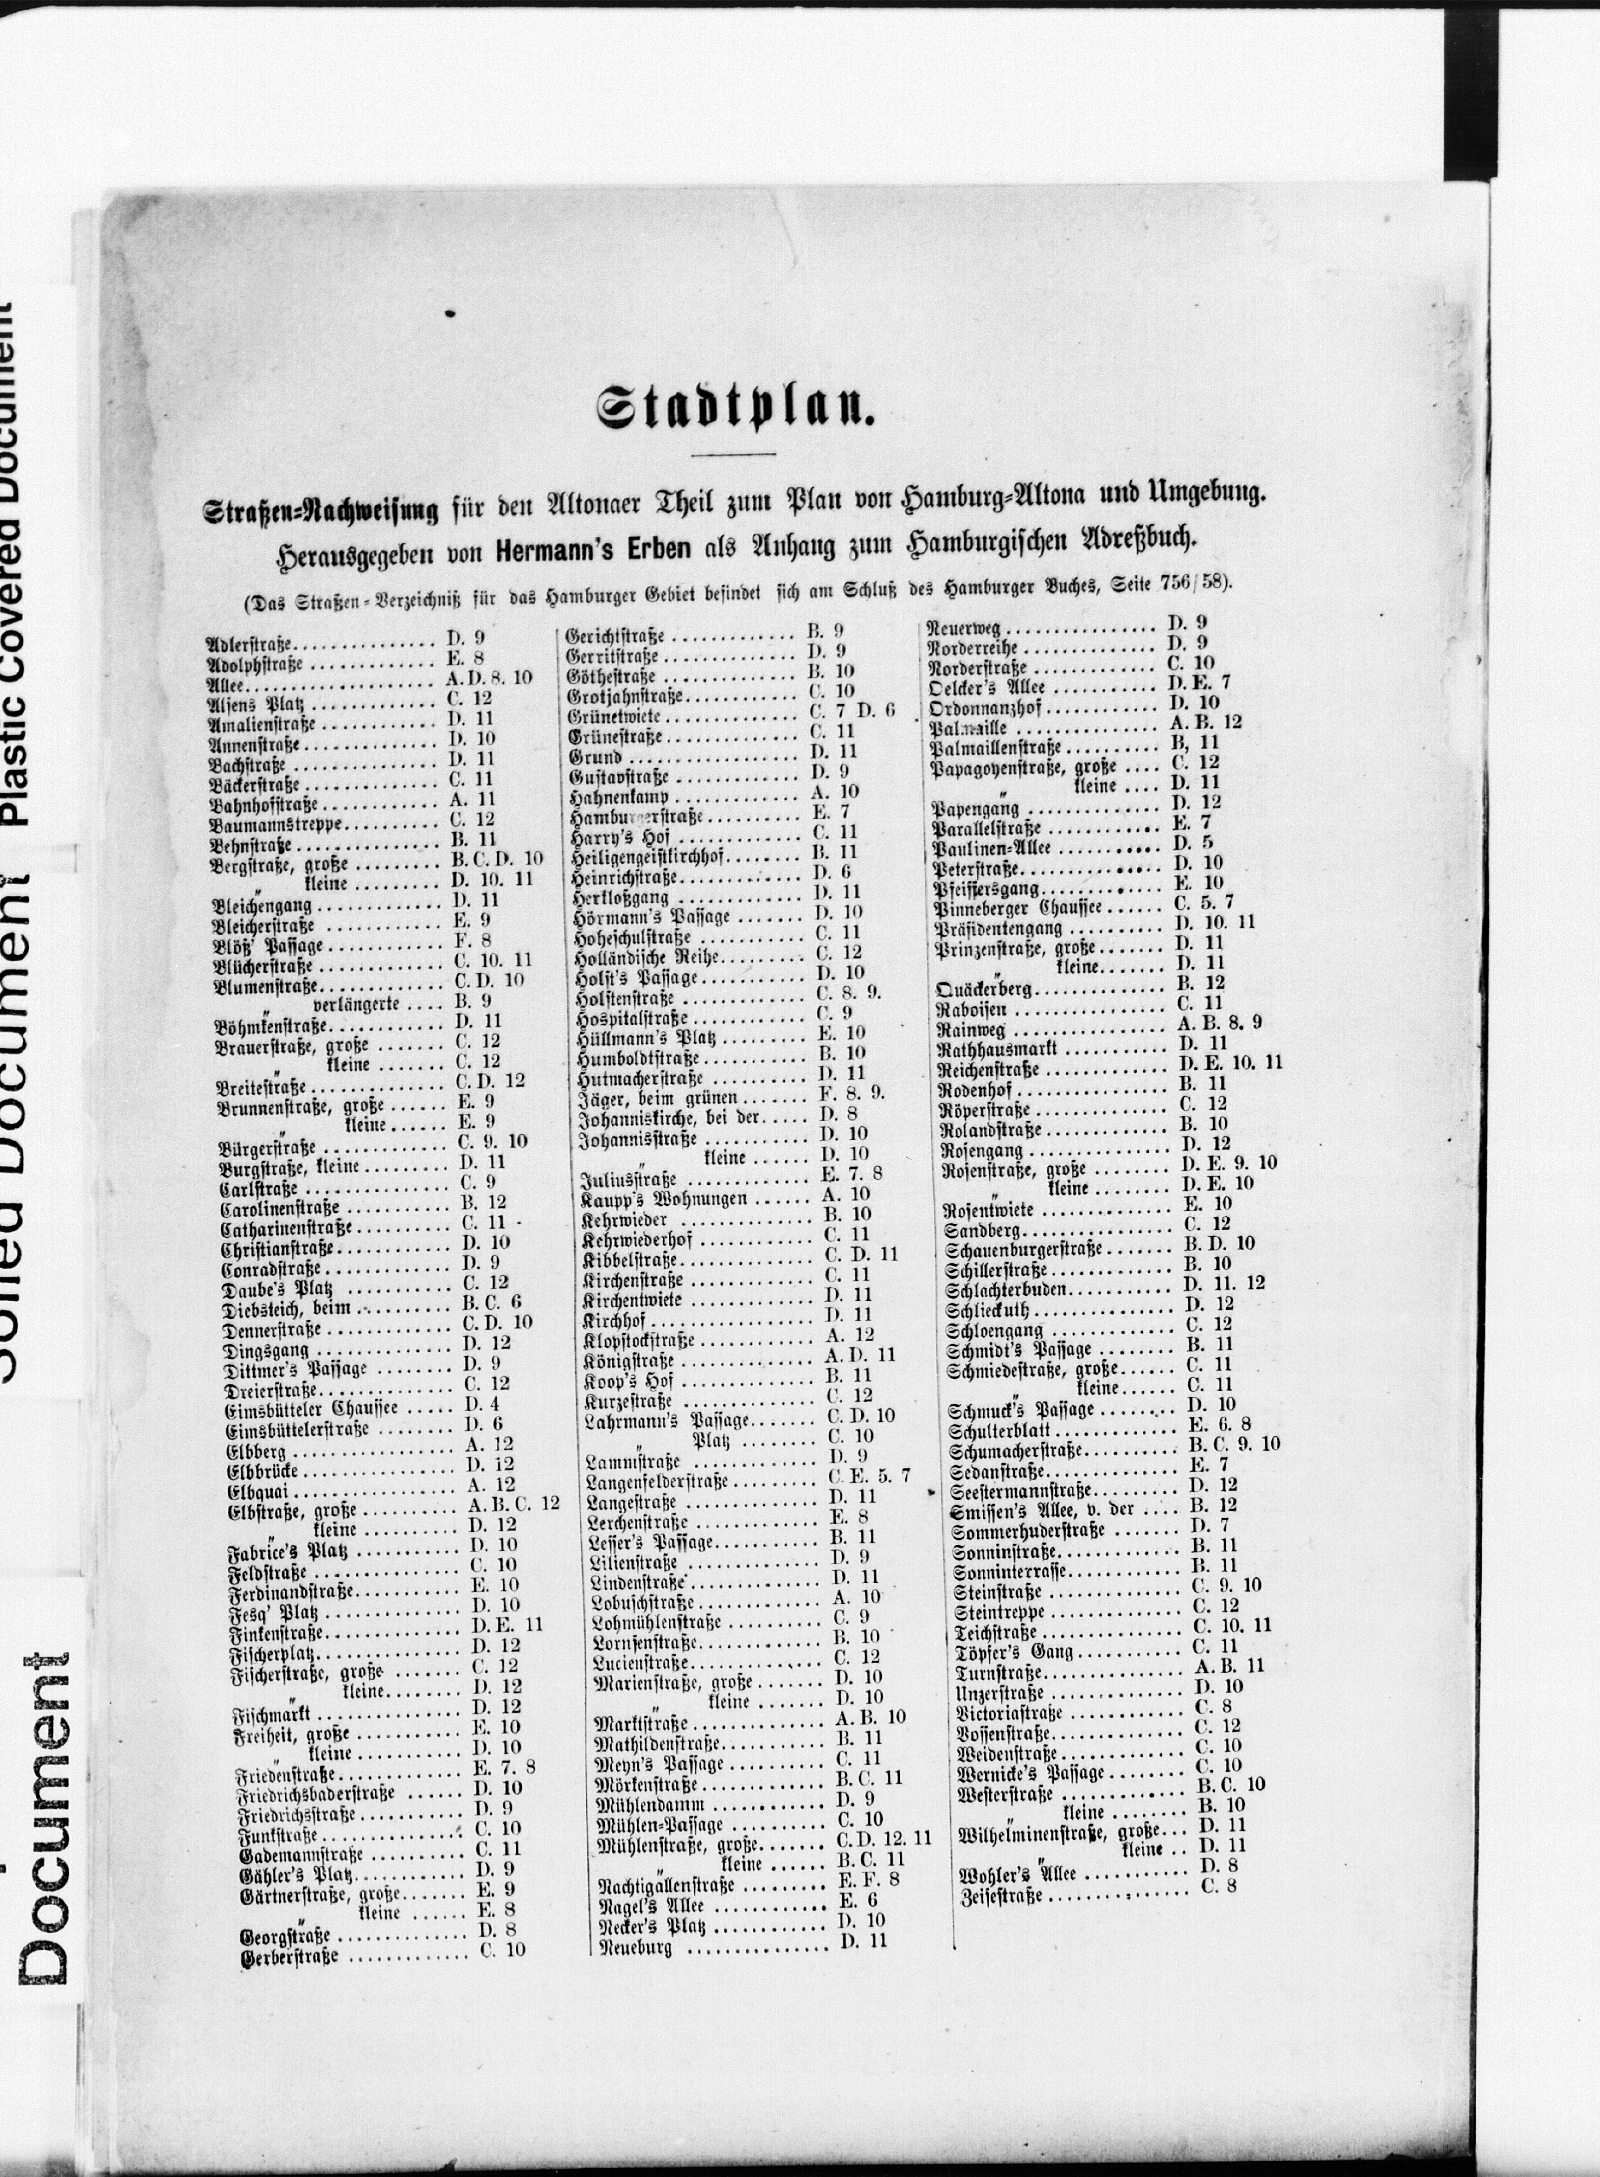 Stadtplan.
Straßen=Nachweisung für den Altonaer Theil zum Plan von Hamburg=Altona und Umgebung.
Herausgegeben von Hermann's Erben als Anhang zum Hamburgischen Adreßbuch.
(Das Straßen=Verzeichniß für das Hamburger Gebiet befindet sich am Schluß des Hamburger Buches, Seite 756/58).
Adlerstraße .............. D. 9
Adolphstraße ............. E. 8
Allee .................... A. D. 8. 10
Alsens Platz ............. C. 12
Amalienstraße ............ D. 11
Annenstraße .............. D. 10
Bachstraße ............... D. 11
Bäckerstraße ............. C. 11
Bahnhofstraße ............ A. 11
Baumannstreppe .......... C. 12
Behnstraße ............... B. 11
Bergstraße, große ......... B. C. D. 10
" kleine ......... D. 10. 11
Bleichengang ............. D. 11
Bleicherstraße ............ E. 9
Blöß' Passage ............ F. 8
Blücherstraße ............. C. 10. 11
Blumenstraße ............. C. D. 10
" verlängerte .... B. 9
Böhmkenstraße ............ D. 11
Brauerstraße, große ....... C. 12
" kleine ....... C. 12
Breitestraße .............. C. D. 12
Brunnenstraße, große ...... E. 9
" kleine ...... E. 9
Bürgerstraße ............. C. 9. 10
Burgstraße, kleine ......... D. 11
Carlstraße ............... C. 9
Carolinenstraße ........... B. 12
Catharinenstraße .......... C. 11
Christianstraße ............ D. 10
Conradstraße ............. D. 9
Daube's Platz ........... C. 12
Diebsteich, beim .......... B. C. 6
Dennerstraße ............. C. D. 10
Dingsgang .............. D. 12
Dittmer's Passage ........ D. 9
Dreierstraße .............. C. 12
Eimsbütteler Chaussee ..... D. 4
Eimsbüttelerstraße ........ D. 6
Elbberg ................. A. 12
Elbbrücke ................ D. 12
Elbquai ................. A. 12
Elbstraße, große .......... A. B. C. 12
" kleine .......... D. 12
Fabrice's Platz ........... D. 10
Feldstraße ............... C. 10
Ferdinandstraße ........... E. 10
Fesq' Platz .............. D. 10
Finkenstraße .............. D. E. 11
Fischerplatz ............... D. 12
Fischerstraße, große ....... C. 12
" kleine ........ D. 12
Fischmarkt ............... D. 12
Freiheit, große ........... E. 10
" kleine ........... D. 10
Friedenstraße ............. E. 7. 8
Friedrichsbaderstraße ...... D. 10
Friedrichsstraße ........... D. 9
Funkstraße ............... C. 10
Gademannstraße .......... C. 11
Gähler's Platz ............ D. 9
Gärtnerstraße, große ....... E. 9
" kleine ...... E. 8
Georgstraße .............. D. 8
Gerberstraße ............. C. 10
Gerichtstraße ............. B. 9
Gerritstraße .............. D. 9
Göthestraße .............. B. 10
Grotjahnstraße ............ C. 10
Grünetwiete .............. C. 7 D. 6
Grünestraße .............. C. 11
Grund .................. D. 11
Gustavstraße ............. D. 9
Hahnenkamp ............. A. 10
Hamburgerstraße .......... E. 7
Harry's Hof ............. C. 11
Heiligengeistkirchhof ........ B. 11
Heinrichstraße ............. D. 6
Herkloßgang ............. D. 11
Hörmann's Passage ....... D. 10
Hoheschulstraße ........... C. 11
Holländische Reihe ......... C. 12
Holst's Passage ........... D. 10
Holstenstraße ............. C. 8. 9.
Hospitalstraße ............ C. 9
Hüllmann's Platz ......... E. 10
Humboldtstraße ........... B. 10
Hutmacherstraße .......... D. 11
Jäger, beim grünen ....... F. 8. 9.
Johanniskirche, bei der ..... D. 8
Johannisstraße ........... D. 10
" kleine ...... D. 10
Juliusstraße ............. E. 7. 8
Kaupp's Wohnungen ...... A. 10
Kehrwieder .............. B. 10
Kehrwiederhof ............ C. 11
Kibbelstraße .............. C. D. 11
Kirchenstraße ............. C. 11
Kirchentwiete ............. D. 11
Kirchhof ................. D. 11
Klopstockstraße ............ A. 12
Königstraße .............. A. D. 11
Koop's Hof .............. B. 11
Kurzestraße .............. C. 12
Lahrmann's Passage ....... C. D. 10
" Platz ........ C. 10
Lammstraße ............. D. 9
Langenfelderstraße ......... C. E. 5. 7
Langestraße .............. D. 11
Lerchenstraße ............. E. 8
Lesser's Passage ........... B. 11
Lilienstraße .............. D. 9
Lindenstraße .............. D. 11
Lobuschstraße ............. A. 10
Lohmühlenstraße .......... C. 9
Lornsenstraße ............. B. 10
Lucienstraße .............. C. 12
Marienstraße, große ....... D. 10
" kleine ....... D. 10
Marktstraße .............. A. B. 10
Mathildenstraße ........... B. 11
Meyn's Passage .......... C. 11
Mörkenstraße ............. B. C. 11
Mühlendamm ............ D. 9
Mühlen=Passage .......... C. 10
Mühlenstraße, große ....... C. D. 12. 11
" kleine ...... B. C. 11
Nachtigallenstraße ......... E. F. 8
Nagel's Allee ............ E. 6
Necker's Platz ............ D. 10
Neueburg ............... D. 11
Neuerweg ................ D. 9
Norderreihe .............. D. 9
Norderstraße ............. C. 10
Oelcker's Allee ........... D. E. 7
Ordonnanzhof ............ D. 10
Palmaille ............... A. B. 12
Palmaillenstraße .......... B, 11
Papagoyenstraße, große .... C. 12
" kleine .... D. 11
Papengang .............. D. 12
Parallelstraße ............ E. 7
Paulinen=Allee ........... D. 5
Peterstraße ............... D. 10
Pfeiffersgang ............. E. 10
Pinneberger Chaussee ...... C. 5. 7
Präsidentengang .......... D. 10. 11
Prinzenstraße, große ....... D. 11
" kleine ....... D. 11
Quäckerberg .............. B. 12
Raboisen ................ C. 11
Rainweg ................ A. B. 8. 9
Rathhausmarkt ........... D. 11
Reichenstraße ............. D. E. 10. 11
Rodenhof ................ B. 11
Röperstraße .............. C. 12
Rolandstraße ............. B. 10
Rosengang ............... D. 12
Rosenstraße, große ........ D. E. 9. 10
" kleine ........ D. E. 10
Rosentwiete .............. E. 10
Sandberg ................ C. 12
Schauenburgerstraße ....... B. D. 10
Schillerstraße ............. B. 10
Schlachterbuden ........... D. 11. 12
Schlieckuth ............... D. 12
Schloengang ............. C. 12
Schmidt's Passage ........ B. 11
Schmiedestraße, große ...... C. 11
" kleine ...... C. 11
Schmuck's Passage ........ D. 10
Schulterblatt .............. E. 6. 8
Schumacherstraße .......... B. C. 9. 10
Sedanstraße .............. E. 7
Seestermannstraße ......... D. 12
Smissen's Allee, v. der .... B. 12
Sommerhuderstraße ....... D. 7
Sonninstraße ............. B. 11
Sonninterrasse ............ B. 11
Steinstraße .............. C. 9. 10
Steintreppe .............. C. 12
Teichstraße ............... C. 10. 11
Töpfer's Gang ........... C. 11
Turnstraße ............... A. B. 11
Unzerstraße .............. D. 10
Victoriastraße ............ C. 8
Vossenstraße .............. C. 12
Weidenstraße ............. C. 10
Wernicke's Passage ........ C. 10
Westerstraße ............. B. C. 10
" kleine ........ B. 10
Wilhelminenstraße, große ... D. 11
" kleine .. D. 11
Wohler's Allee ........... D. 8
Zeisestraße ............... C. 8
Plastic Covered Document
Soiled Document
Document